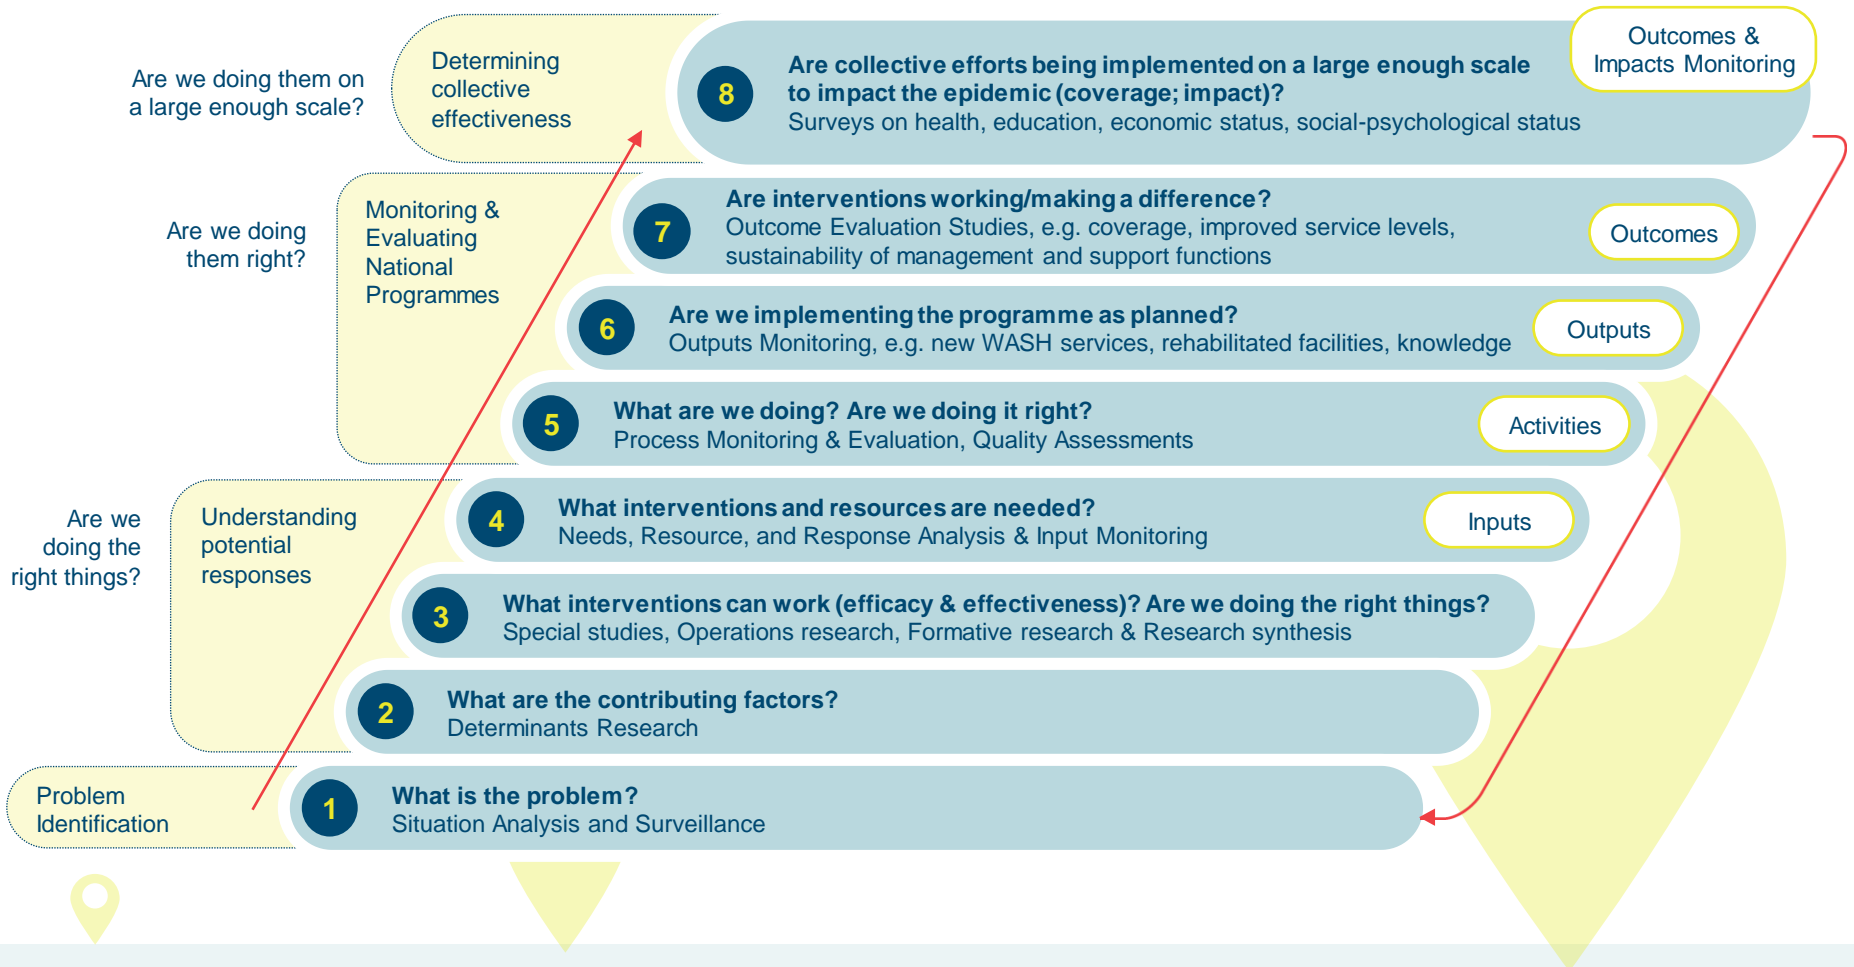 Are we doing them on
a large enough scale?
Determining
collective
effectiveness
8
Are collective efforts being implemented on a large enough scale
to impact the epidemic (coverage; impact)?
Surveys on health, education, economic status, social-psychological status
Outcomes &
Impacts Monitoring
Are we doing
them right?
Monitoring &
Evaluating
National
Programmes
7
Are interventions working/making a difference?
Outcome Evaluation Studies, e.g. coverage, improved service levels,
sustainability of management and support functions
Outcomes
6
Are we implementing the programme as planned?
Outputs Monitoring, e.g. new WASH services, rehabilitated facilities, knowledge
Outputs
5
What are we doing? Are we doing it right?
Process Monitoring & Evaluation, Quality Assessments
Activities
Are we
doing the
right things?
Understanding
potential
responses
4
What interventions and resources are needed?
Needs, Resource, and Response Analysis & Input Monitoring
Inputs
3
What interventions can work (efficacy & effectiveness)? Are we doing the right things?
Special studies, Operations research, Formative research & Research synthesis
2
What are the contributing factors?
Determinants Research
Problem
Identification
1
What is the problem?
Situation Analysis and Surveillance